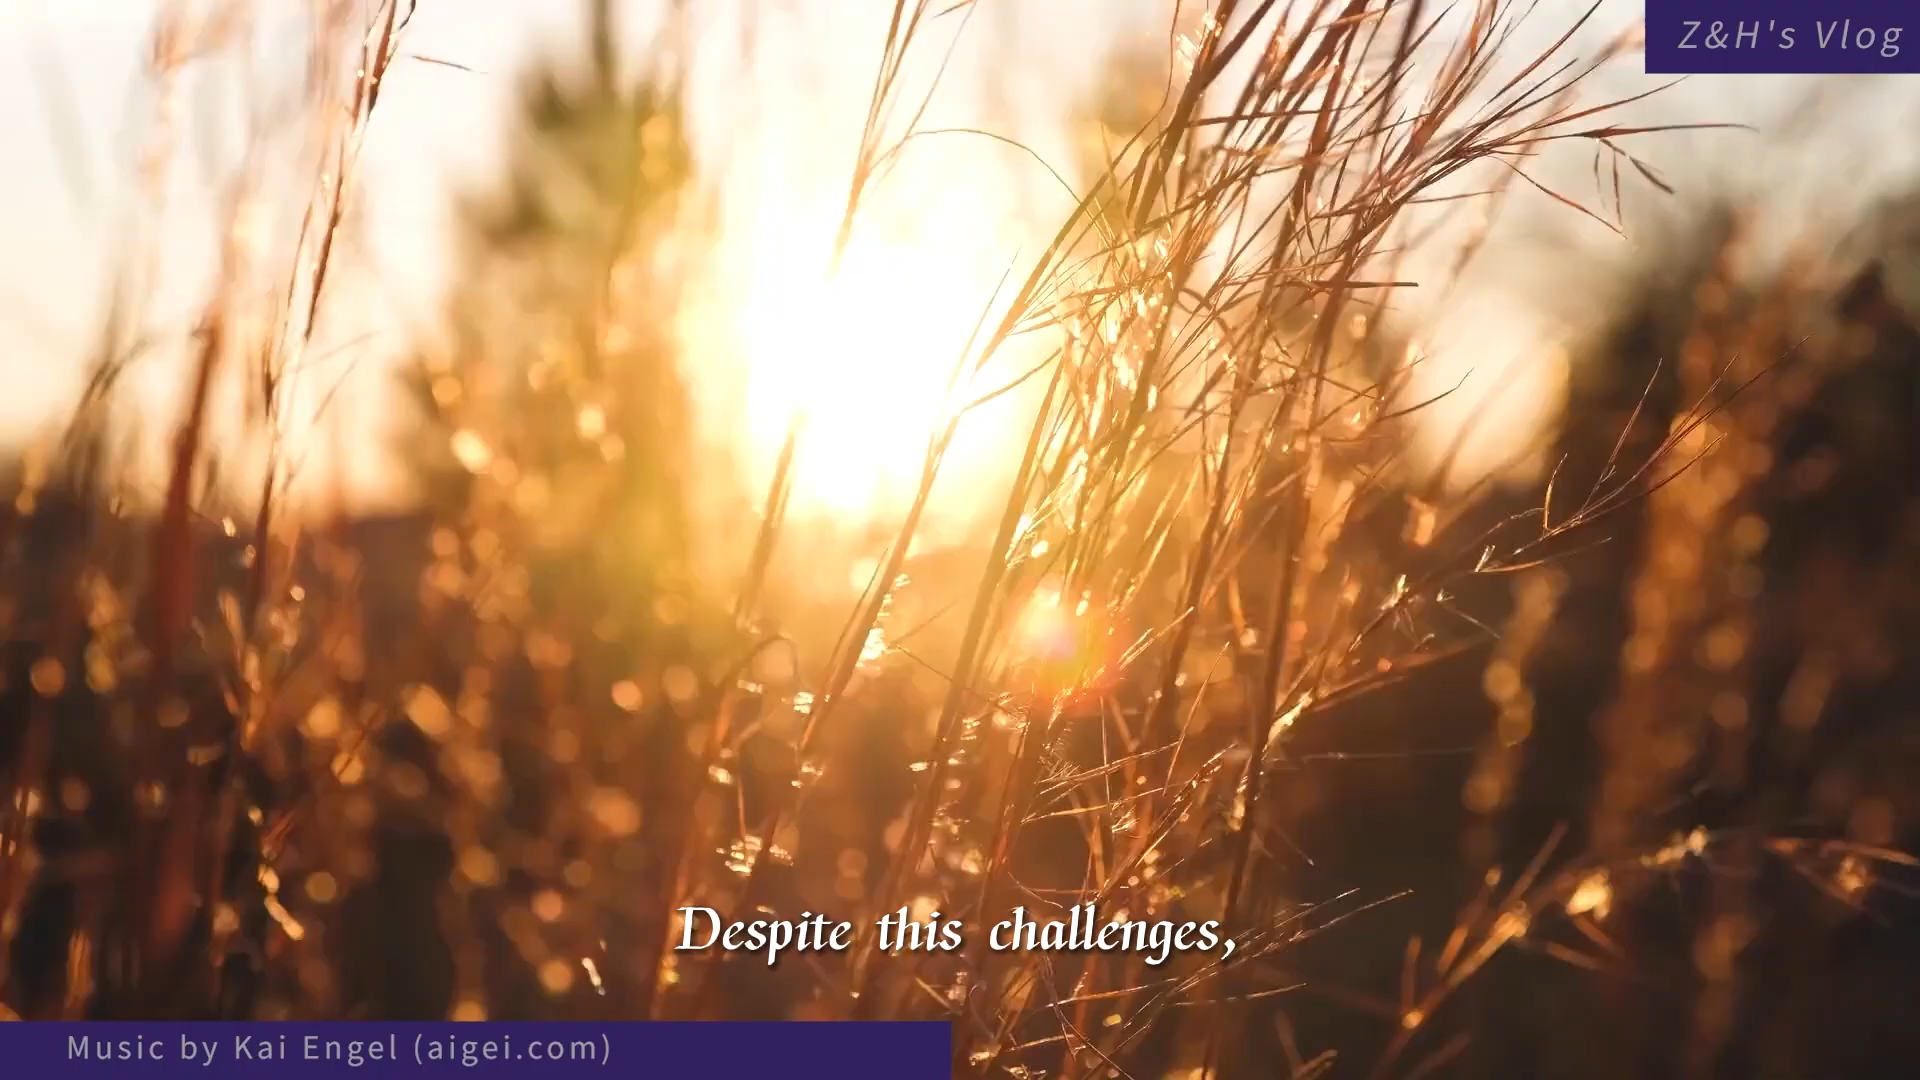 Z&H's Vlog
Despite this challenges,
Music by Kai Engel (aigei.com)